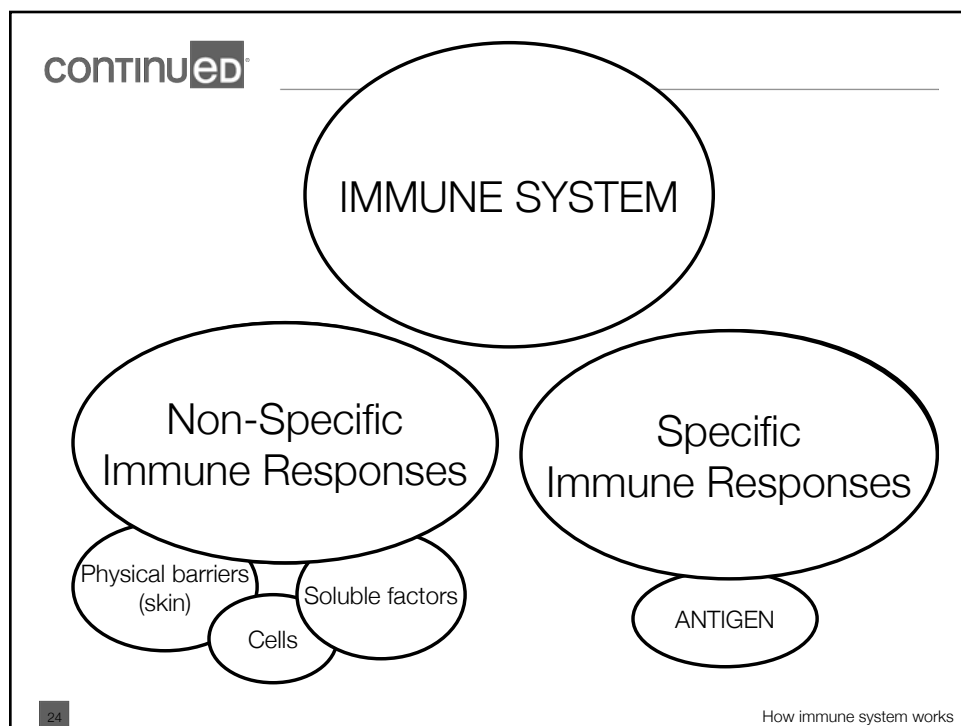 CONTINUED®
IMMUNE SYSTEM
Non-Specific
Immune Responses
Specific
Immune Responses
Physical barriers
(skin)
Cells
Soluble factors
ANTIGEN
24
How immune system works